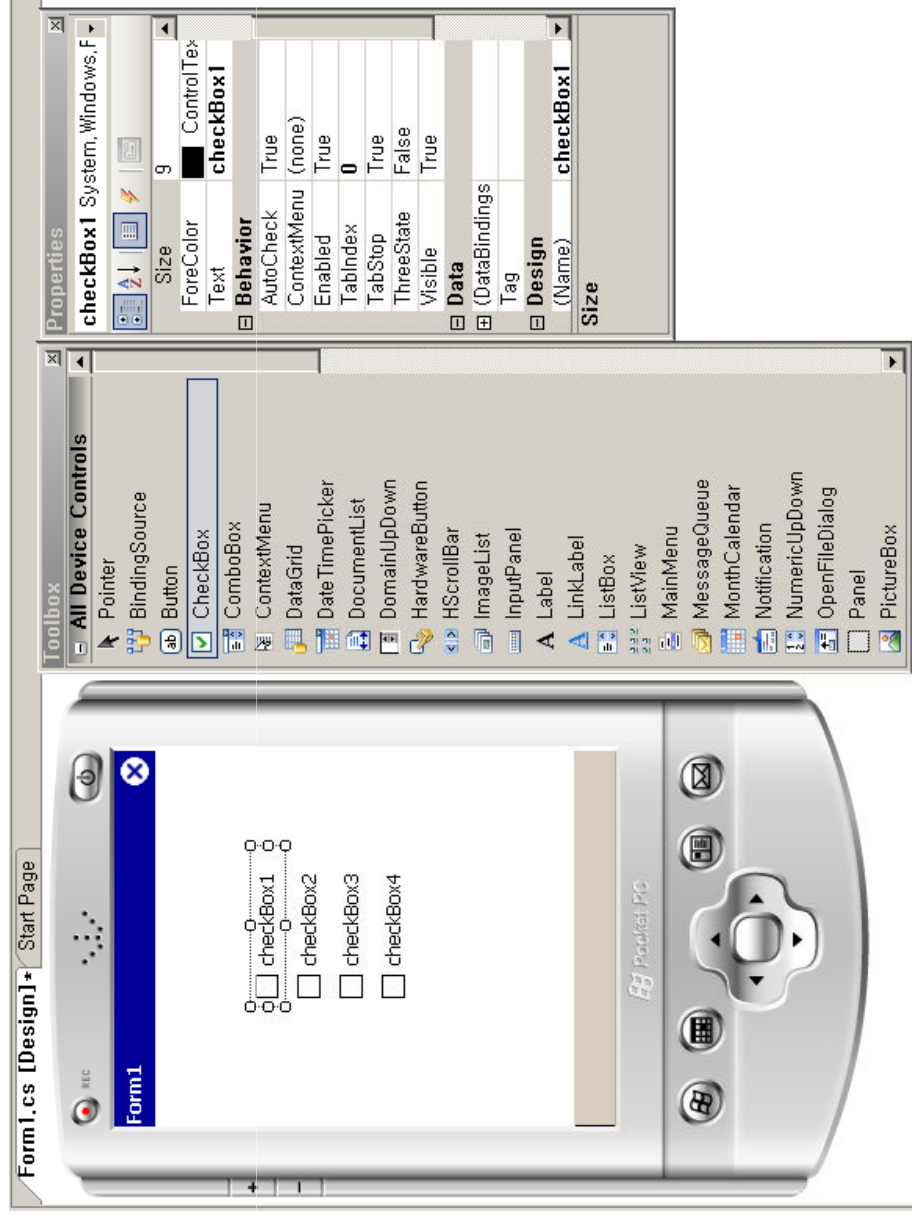 Form1.cs [Design]*
Start Page
REC
Form1
checkBox1
checkBox2
checkBox3
checkBox4
Pocket PC
+
-
Toolbox
All Device Controls
Pointer
BindingSource
Button
CheckBox
ComboBox
ContextMenu
DataGrid
DateTimePicker
DocumentList
DomainUpDown
HardwareButton
HScrollBar
ImageList
InputPanel
Label
LinkLabel
ListBox
ListView
MainMenu
MessageQueue
MonthCalendar
Notification
NumericUpDown
OpenFileDialog
Panel
PictureBox
Properties
checkBox1 System.Windows.F
Size 9
ForeColor ControlTex
Text checkBox1
Behavior
AutoCheck True
ContextMenu (none)
Enabled True
TabIndex 0
TabStop True
ThreeState False
Visible True
Data
(DataBindings
Tag
Design
(Name) checkBox1
Size